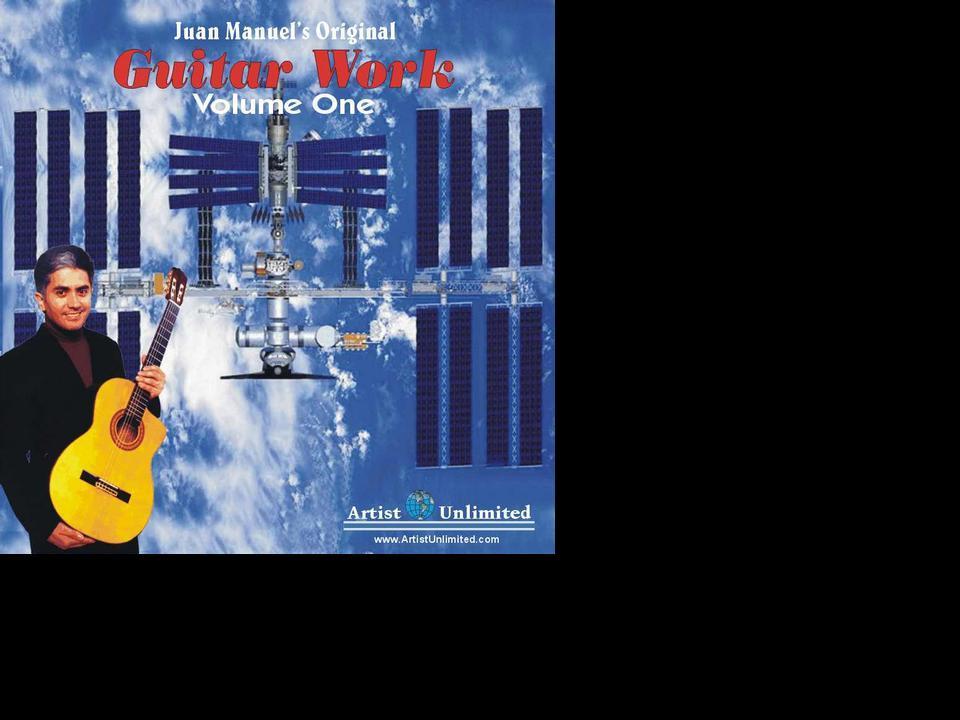 Juan Manuel's Original
Guitar Work
Volume One
Artist Unlimited
www.ArtistUnlimited.com